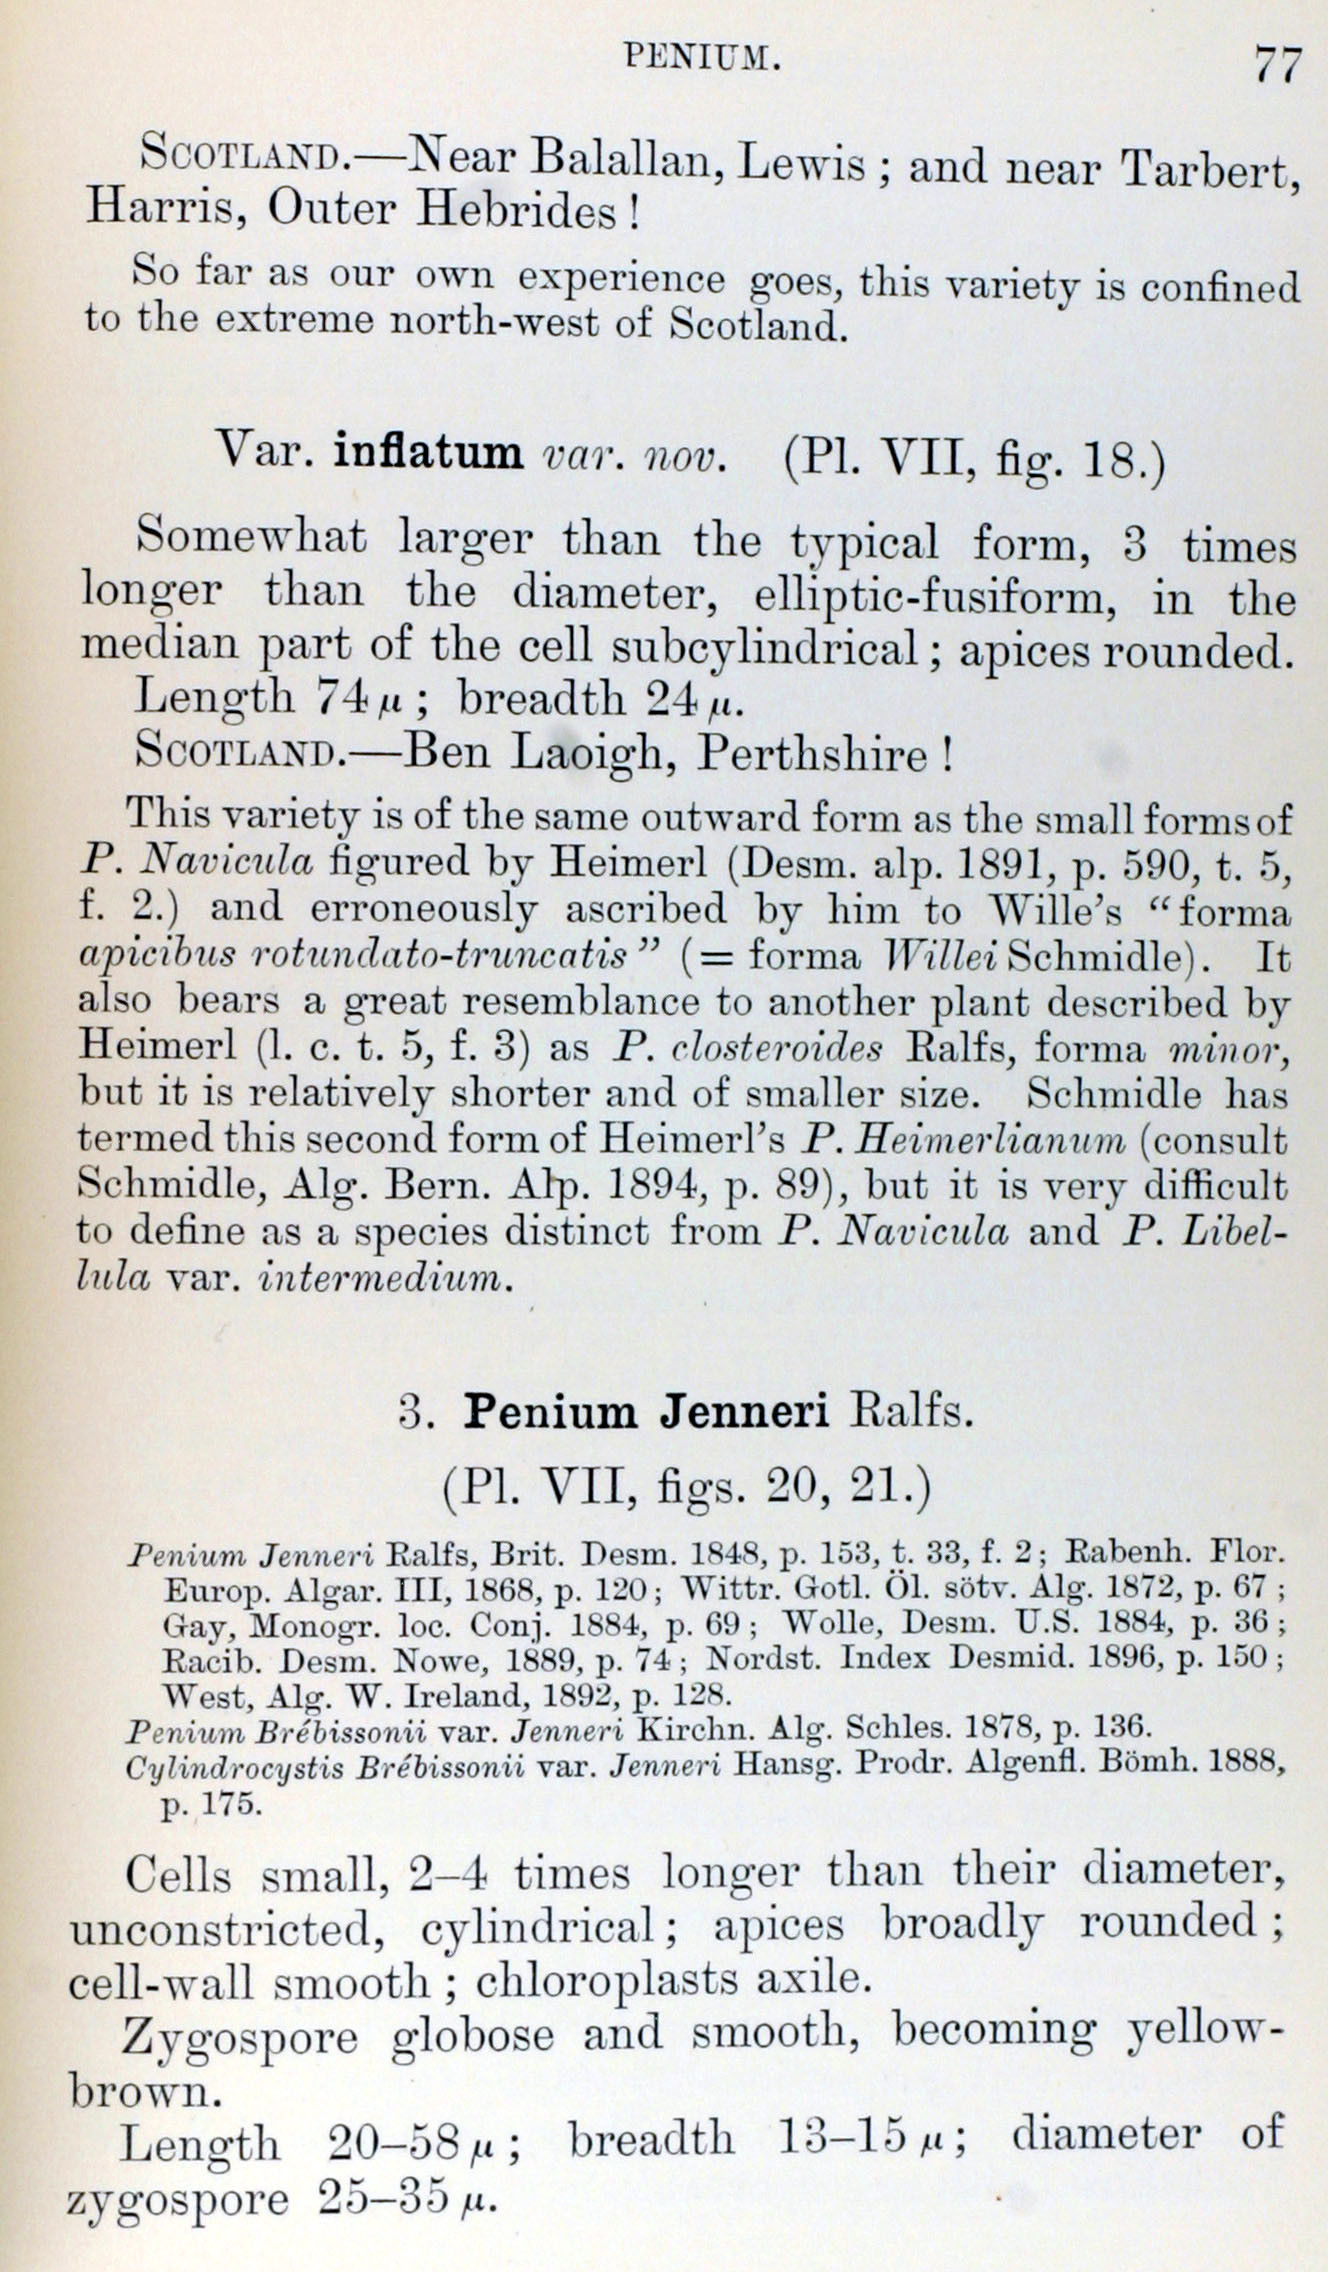 PENIUM. 77
SCOTLAND.—Near Balallan, Lewis ; and near Tarbert,
Harris, Outer Hebrides !
So far as our own experience goes, this variety is confined
to the extreme north-west of Scotland.
Var. inflatum var. nov. (Pl. VII, fig. 18.)
Somewhat larger than the typical form, 3 times
longer than the diameter, elliptic-fusiform, in the
median part of the cell subcylindrical ; apices rounded.
Length 74 μ ; breadth 24 μ.
SCOTLAND.—Ben Laoigh, Perthshire !
This variety is of the same outward form as the small forms of
P. Navicula figured by Heimerl (Desm. alp. 1891, p. 590, t. 5,
f. 2.) and erroneously ascribed by him to Wille's “forma
apicibus rotundato-truncatis” (= forma Willei Schmidle). It
also bears a great resemblance to another plant described by
Heimerl (l. c. t. 5, f. 3) as P. closteroides Ralfs, forma minor,
but it is relatively shorter and of smaller size. Schmidle has
termed this second form of Heimerl's P. Heimerlianum (consult
Schmidle, Alg. Bern. Alp. 1894, p. 89), but it is very difficult
to define as a species distinct from P. Navicula and P. Libel-
lula var. intermedium.
3. Penium Jenneri Ralfs.
(Pl. VII, figs. 20, 21.)
Penium Jenneri Ralfs, Brit. Desm. 1848, p. 153, t. 33, f. 2 ; Rabenh. Flor.
Europ. Algar. III, 1868, p. 120 ; Wittr. Gotl. Öl. sötv. Alg. 1872, p. 67 ;
Gay, Monogr. loc. Conj. 1884, p. 69 ; Wolle, Desm. U.S. 1884, p. 36 ;
Racib. Desm. Nowe, 1889, p. 74 ; Nordst. Index Desmid. 1896, p. 150 ;
West, Alg. W. Ireland, 1892, p. 128.
Penium Brébissonii var. Jenneri Kirchn. Alg. Schles. 1878, p. 136.
Cylindrocystis Brébissonii var. Jenneri Hansg. Prodr. Algenfl. Bömh. 1888,
p. 175.
Cells small, 2–4 times longer than their diameter,
unconstricted, cylindrical ; apices broadly rounded ;
cell-wall smooth ; chloroplasts axile.
Zygospore globose and smooth, becoming yellow-
brown.
Length 20–58 μ ; breadth 13–15 μ ; diameter of
zygospore 25–35 μ.